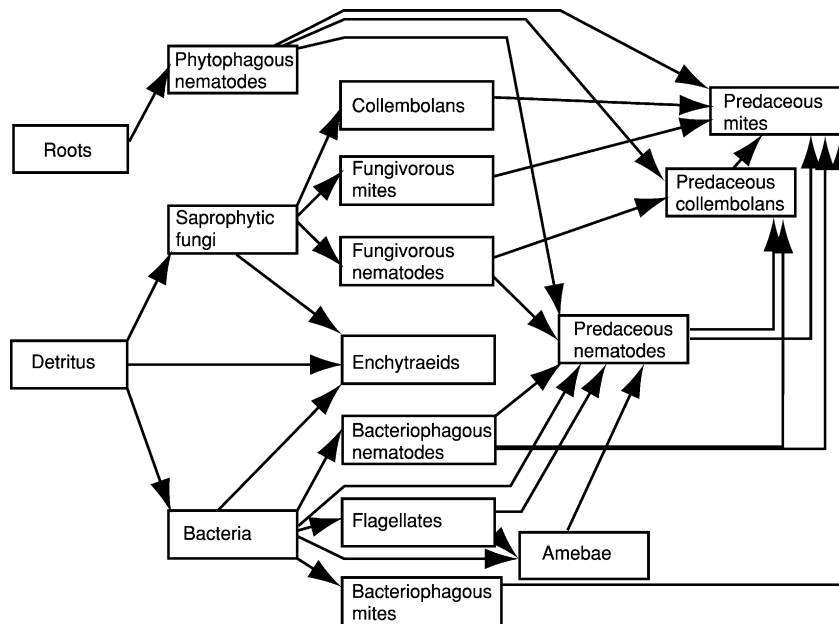 Phytophagous
nematodes
Roots
Collembolans
Predaceous
mites
Fungivorous
mites
Predaceous
collembolans
Saprophytic
fungi
Fungivorous
nematodes
Predaceous
nematodes
Detritus
Enchytraeids
Bacteriophagous
nematodes
Bacteria
Flagellates
Amebae
Bacteriophagous
mites